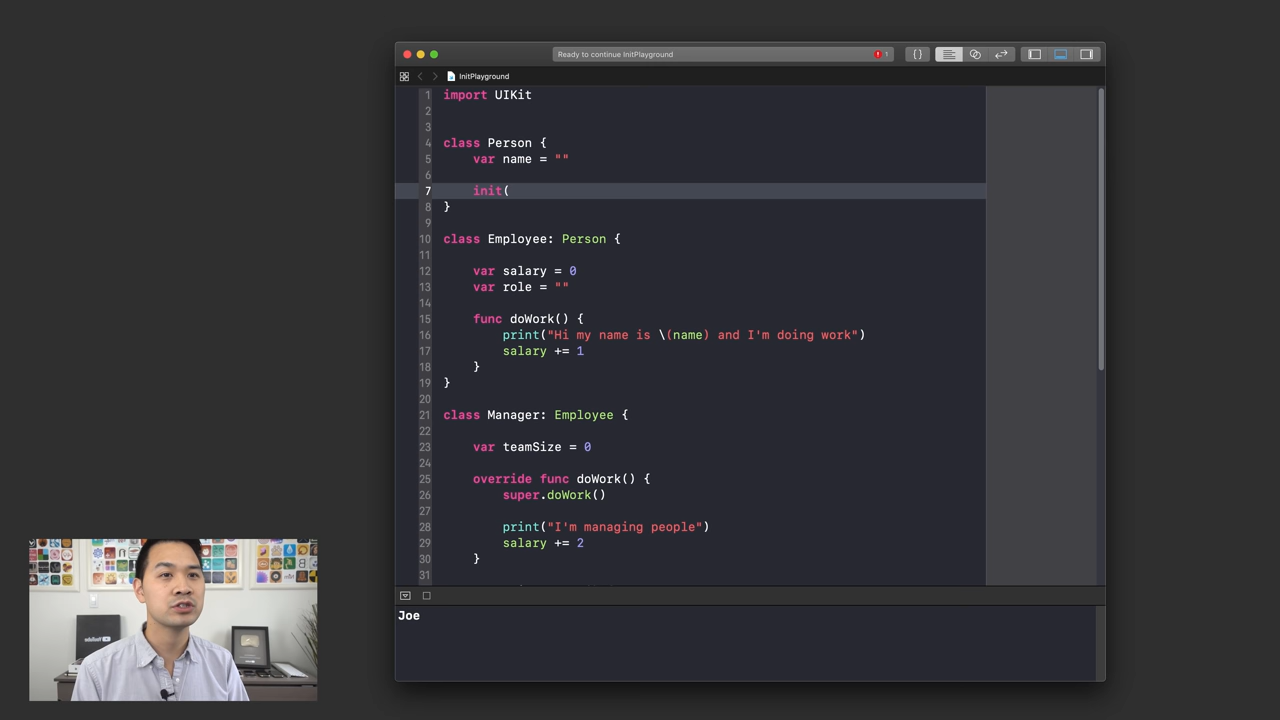 Ready to continue InitPlayground
1
{}
InitPlayground
1 import UIKit
2
3
4 class Person {
5 var name = ""
6
7 init(
8 }
9
10 class Employee: Person {
11
12 var salary = 0
13 var role = ""
14
15 func doWork() {
16 print("Hi my name is \(name) and I'm doing work")
17 salary += 1
18 }
19 }
20
21 class Manager: Employee {
22
23 var teamSize = 0
24
25 override func doWork() {
26 super.doWork()
27
28 print("I'm managing people")
29 salary += 2
30 }
31
Joe
YouTube